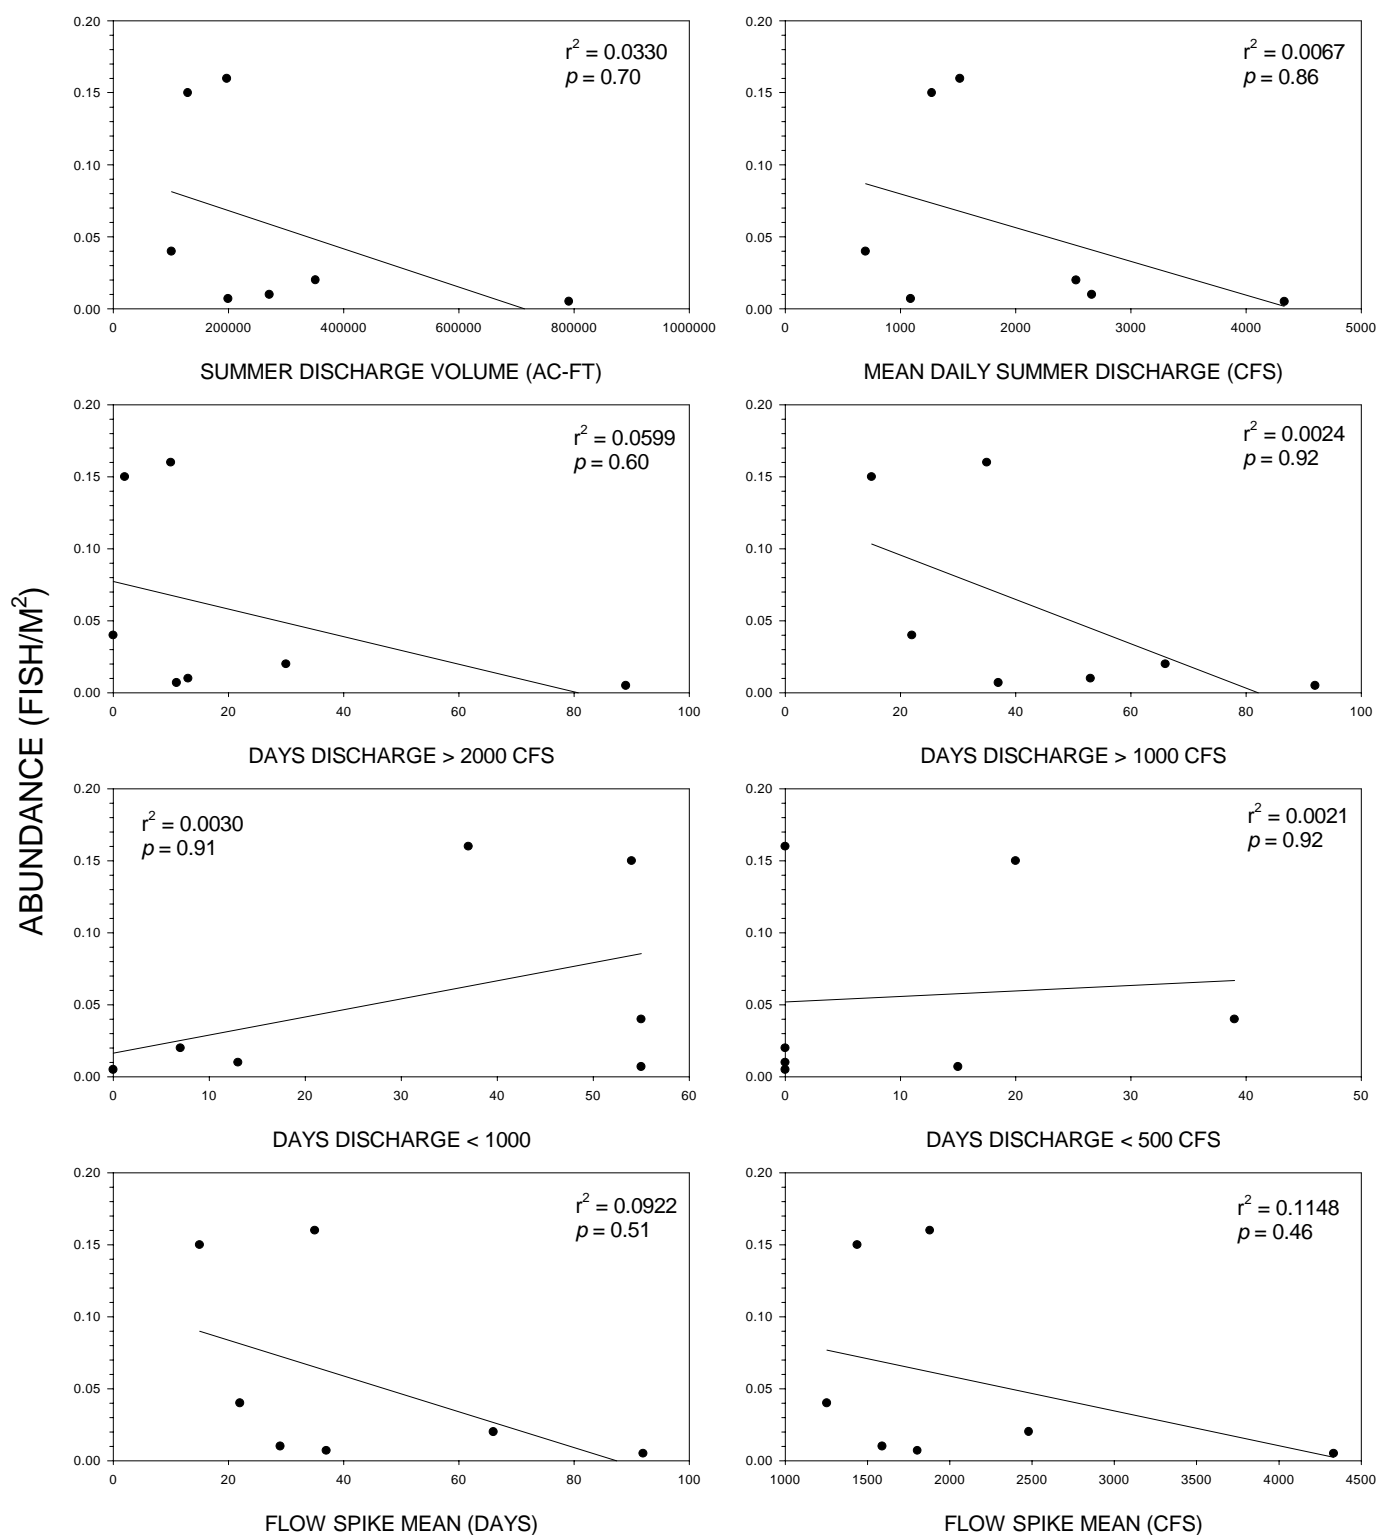 ABUNDANCE (FISH/M²)
r² = 0.0330
p = 0.70
0.20
0.15
0.10
0.05
0.00
0 200000 400000 600000 800000 1000000
SUMMER DISCHARGE VOLUME (AC-FT)
r² = 0.0067
p = 0.86
0.20
0.15
0.10
0.05
0.00
0 1000 2000 3000 4000 5000
MEAN DAILY SUMMER DISCHARGE (CFS)
r² = 0.0599
p = 0.60
0.20
0.15
0.10
0.05
0.00
0 20 40 60 80 100
DAYS DISCHARGE > 2000 CFS
r² = 0.0024
p = 0.92
0.20
0.15
0.10
0.05
0.00
0 20 40 60 80 100
DAYS DISCHARGE > 1000 CFS
r² = 0.0030
p = 0.91
0.20
0.15
0.10
0.05
0.00
0 10 20 30 40 50 60
DAYS DISCHARGE < 1000
r² = 0.0021
p = 0.92
0.20
0.15
0.10
0.05
0.00
0 10 20 30 40 50
DAYS DISCHARGE < 500 CFS
r² = 0.0922
p = 0.51
0.20
0.15
0.10
0.05
0.00
0 20 40 60 80 100
FLOW SPIKE MEAN (DAYS)
r² = 0.1148
p = 0.46
0.20
0.15
0.10
0.05
0.00
1000 1500 2000 2500 3000 3500 4000 4500
FLOW SPIKE MEAN (CFS)